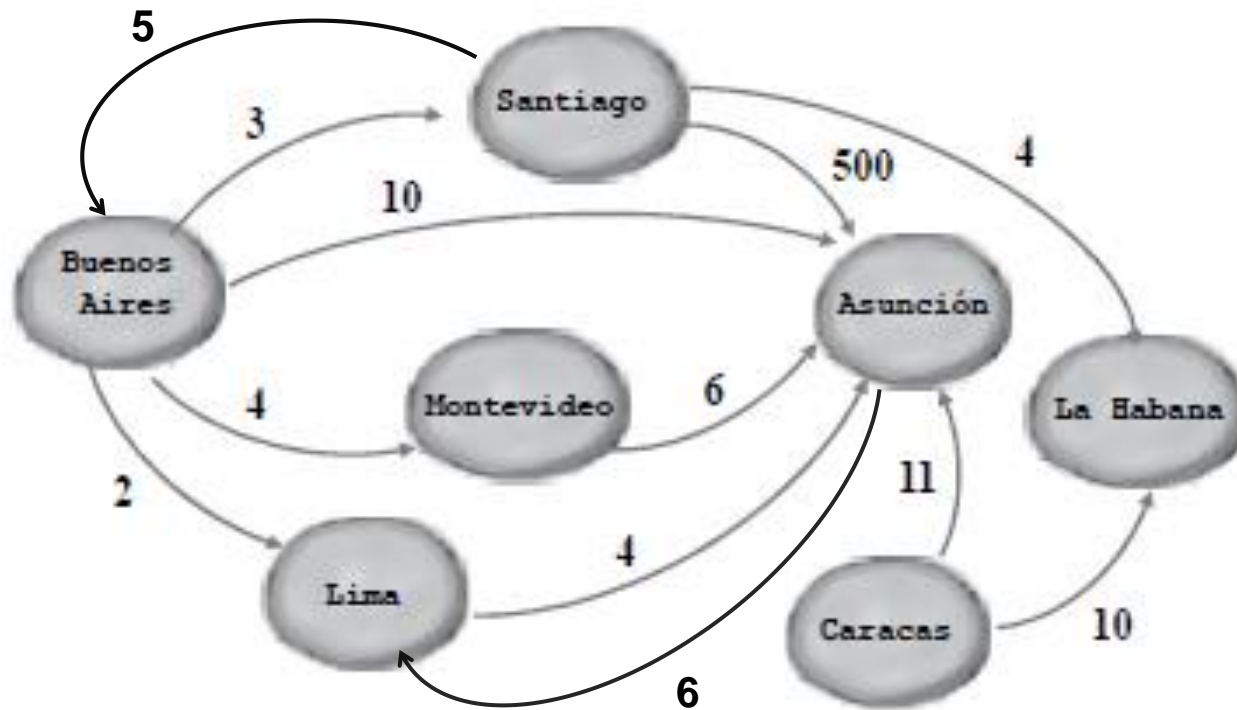 5
Santiago
3
4
500
10
Buenos
Aires
Asunción
4
Montevideo
6
La Habana
2
11
4
Lima
Caracas
10
6